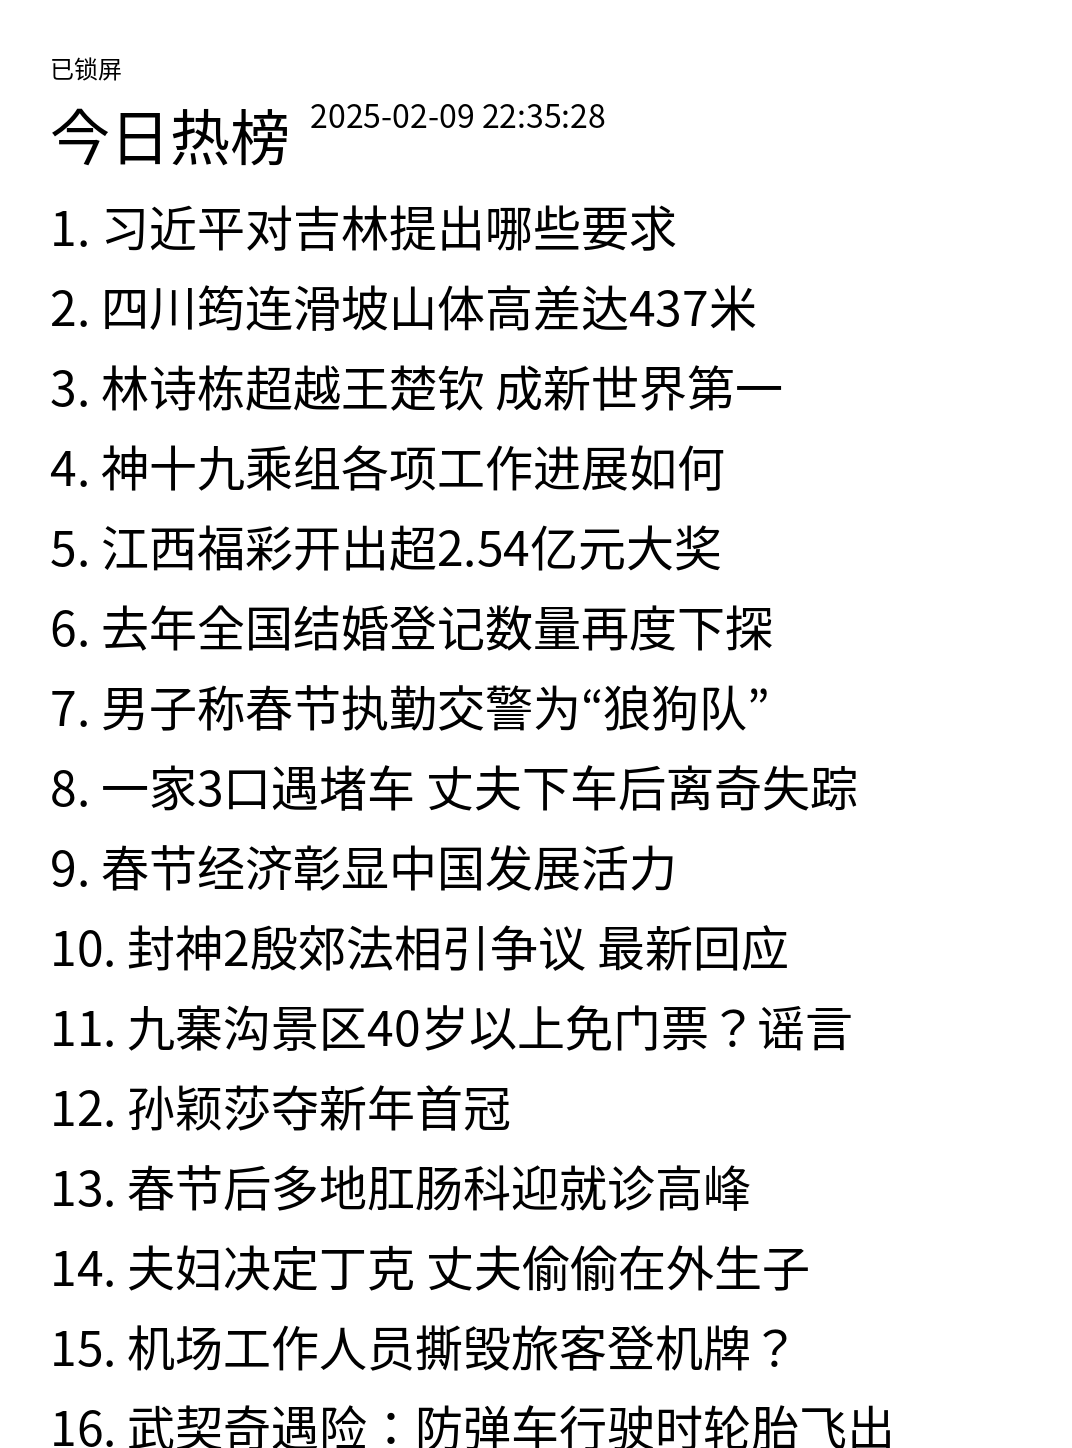 已锁屏
今日热榜 2025-02-09 22:35:28
1. 习近平对吉林提出哪些要求
2. 四川筠连滑坡山体高差达437米
3. 林诗栋超越王楚钦 成新世界第一
4. 神十九乘组各项工作进展如何
5. 江西福彩开出超2.54亿元大奖
6. 去年全国结婚登记数量再度下探
7. 男子称春节执勤交警为“狼狗队”
8. 一家3口遇堵车 丈夫下车后离奇失踪
9. 春节经济彰显中国发展活力
10. 封神2殷郊法相引争议 最新回应
11. 九寨沟景区40岁以上免门票？谣言
12. 孙颖莎夺新年首冠
13. 春节后多地肛肠科迎就诊高峰
14. 夫妇决定丁克 丈夫偷偷在外生子
15. 机场工作人员撕毁旅客登机牌？
16. 武契奇遇险：防弹车行驶时轮胎飞出